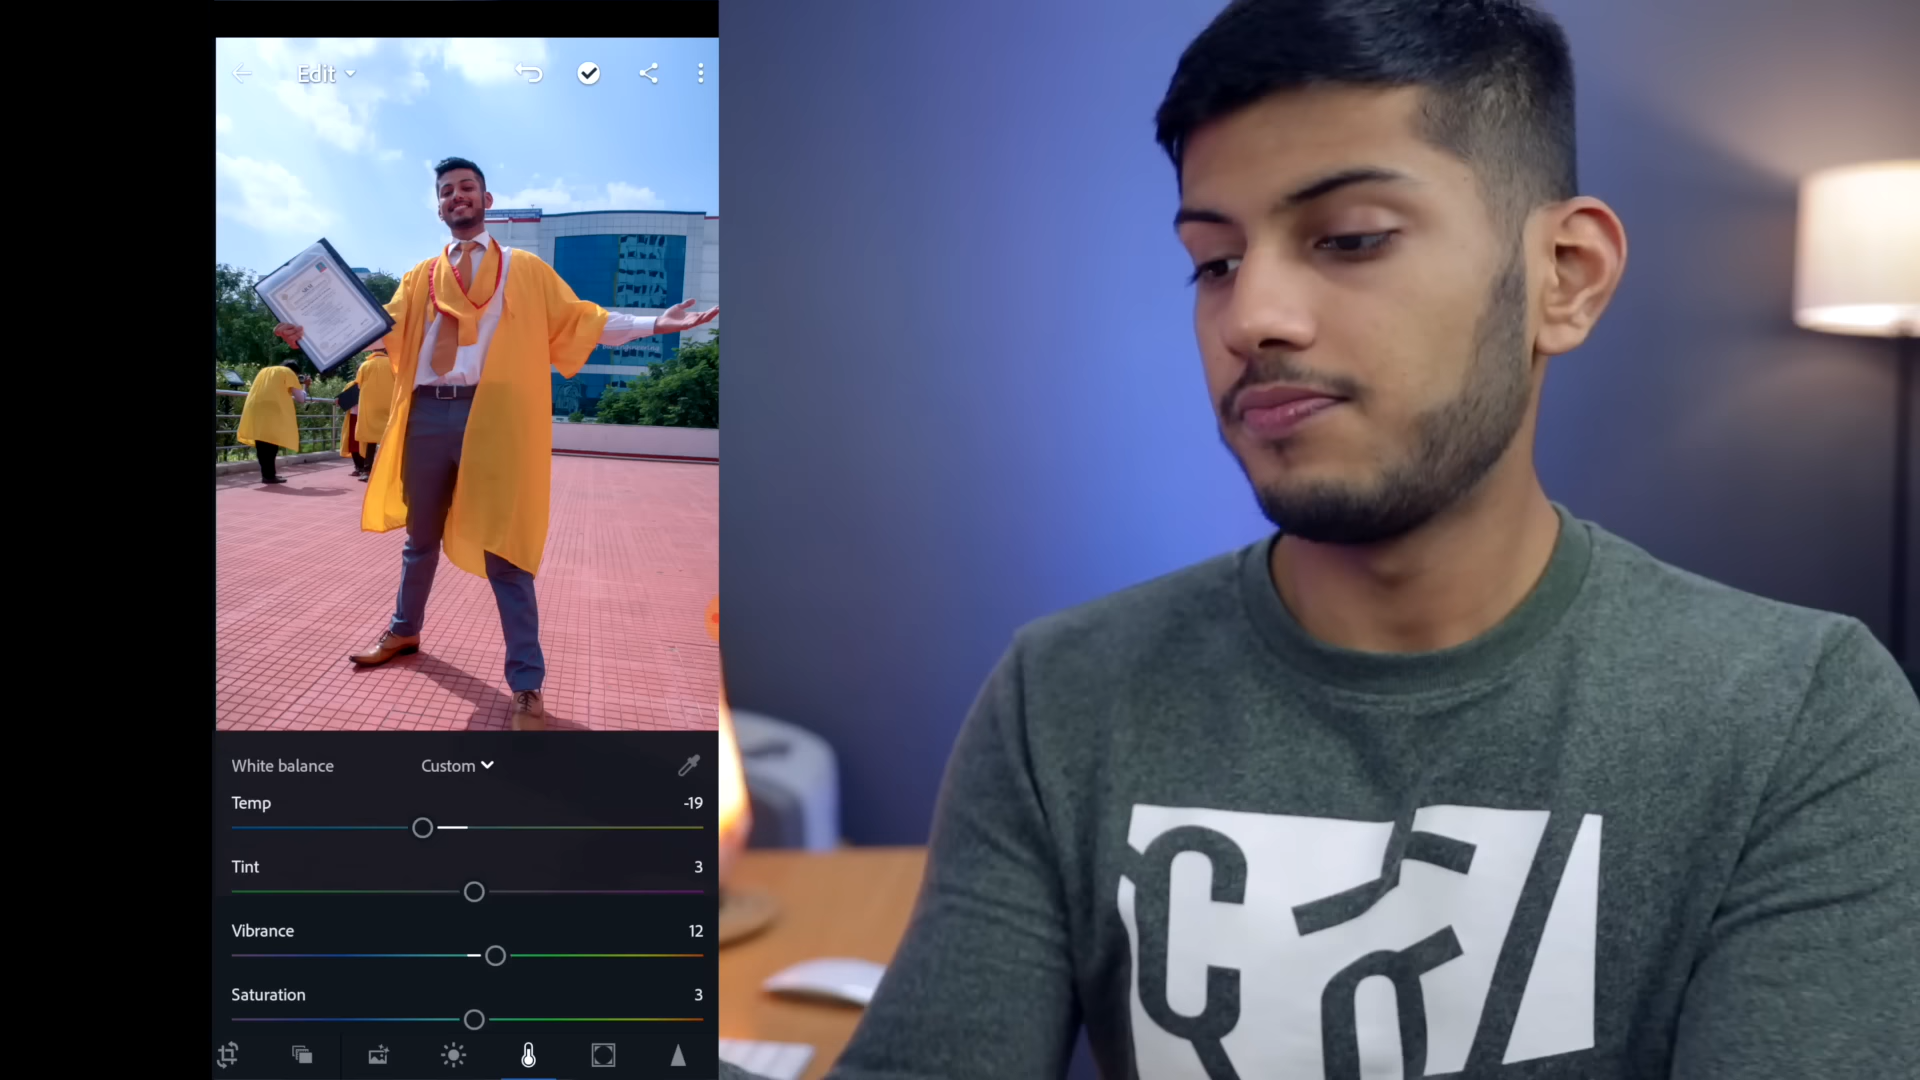 Edit
White balance
Custom
Temp
-19
Tint
3
Vibrance
12
Saturation
3